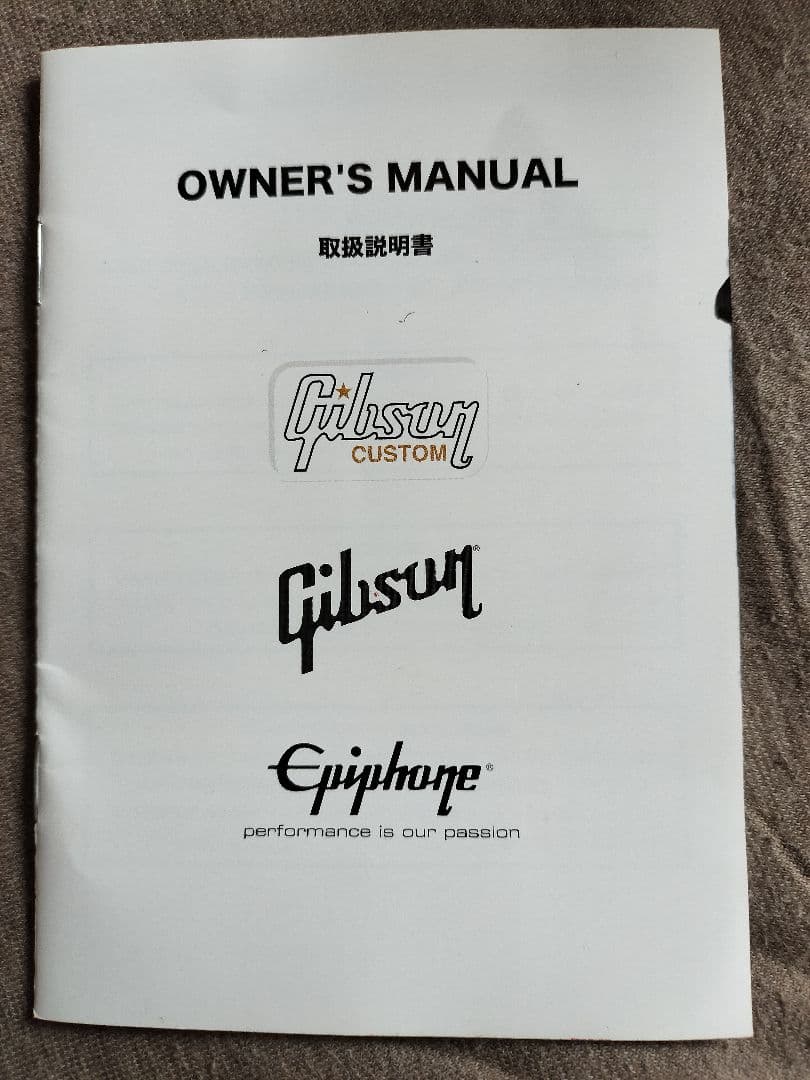 OWNER'S MANUAL
取扱説明書
Gibson
CUSTOM
Gibson®
Epiphone®
performance is our passion